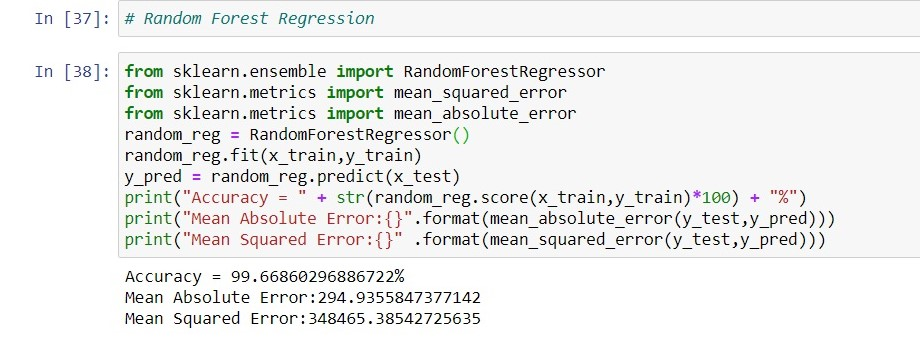 In [37]: # Random Forest Regression
In [38]: from sklearn.ensemble import RandomForestRegressor
from sklearn.metrics import mean_squared_error
from sklearn.metrics import mean_absolute_error
random_reg = RandomForestRegressor()
random_reg.fit(x_train,y_train)
y_pred = random_reg.predict(x_test)
print("Accuracy = " + str(random_reg.score(x_train,y_train)*100) + "%")
print("Mean Absolute Error:{}".format(mean_absolute_error(y_test,y_pred)))
print("Mean Squared Error:{}" .format(mean_squared_error(y_test,y_pred)))
Accuracy = 99.66860296886722%
Mean Absolute Error:294.9355847377142
Mean Squared Error:348465.38542725635